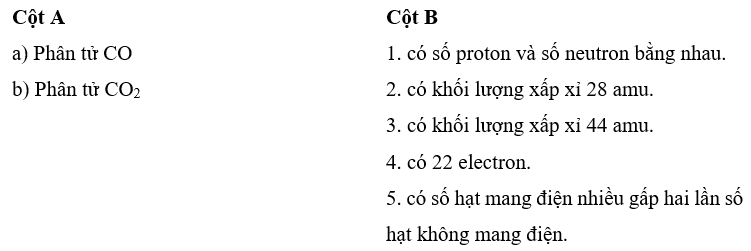 Cột A
Cột B
a) Phân tử CO
1. có số proton và số neutron bằng nhau.
b) Phân tử CO₂
2. có khối lượng xấp xỉ 28 amu.
3. có khối lượng xấp xỉ 44 amu.
4. có 22 electron.
5. có số hạt mang điện nhiều gấp hai lần số
hạt không mang điện.